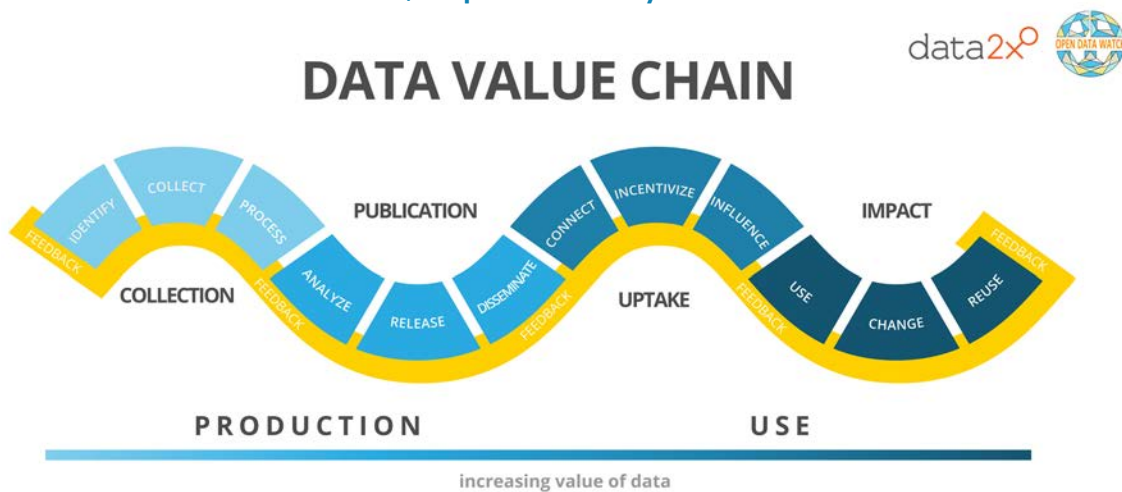 data2x
OPEN DATA WATCH
DATA VALUE CHAIN
FEEDBACK
IDENTIFY
COLLECT
PROCESS
COLLECTION
FEEDBACK
ANALYZE
RELEASE
DISSEMINATE
PUBLICATION
FEEDBACK
CONNECT
INCENTIVIZE
INFLUENCE
UPTAKE
FEEDBACK
USE
CHANGE
REUSE
IMPACT
FEEDBACK
PRODUCTION
USE
increasing value of data